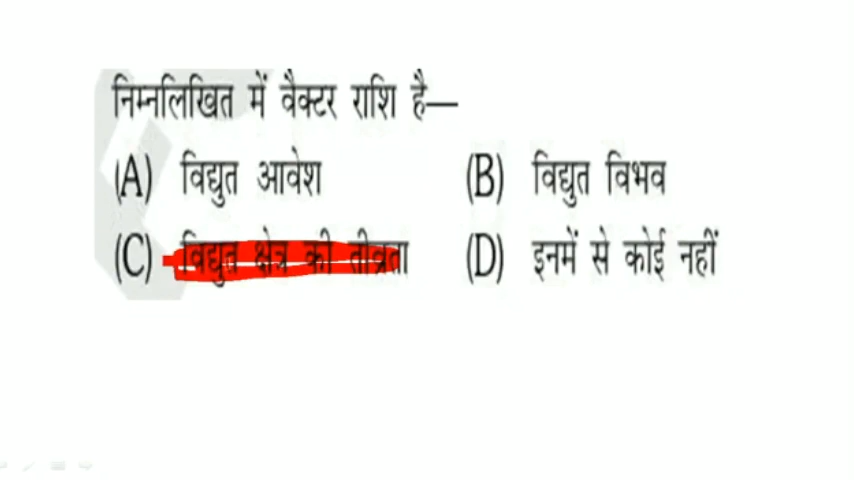 निम्नलिखित में वैक्टर राशि है—
(A) विद्युत आवेश (B) विद्युत विभव
(C) विद्युत क्षेत्र की तीव्रता (D) इनमें से कोई नहीं